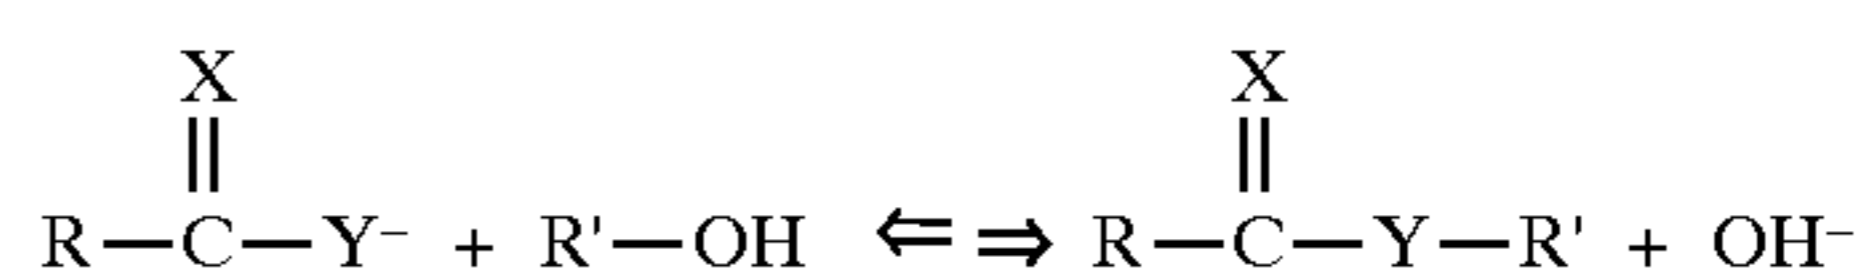 X X
R—C—Y⁻ + R'—OH ⇐ ⇒ R—C—Y—R' + OH⁻